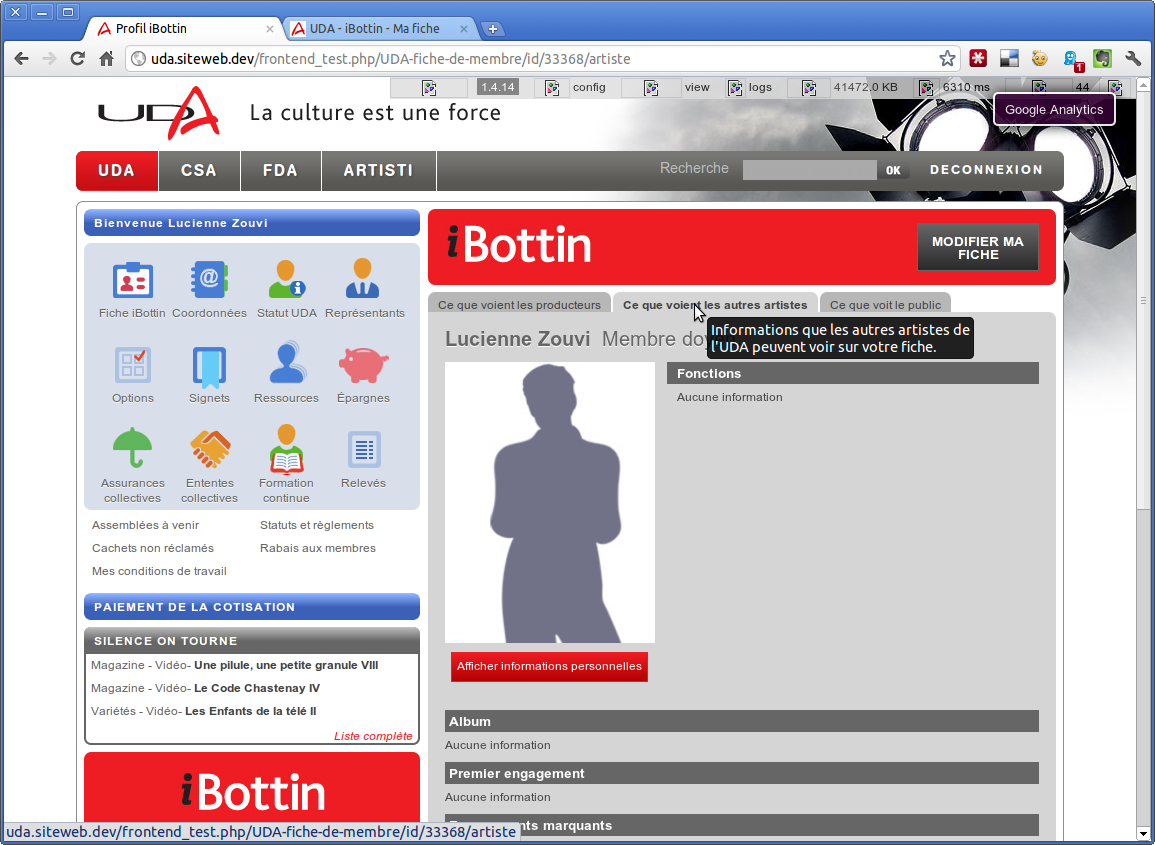 Profil iBottin
UDA - iBottin - Ma fiche
uda.siteweb.dev/frontend_test.php/UDA-fiche-de-membre/id/33368/artiste
1
1.4.14 config view logs 41472.0 KB 6310 ms 44
Google Analytics
UDA La culture est une force
UDA CSA FDA ARTISTI Recherche OK DECONNEXION
Bienvenue Lucienne Zouvi
Fiche iBottin Coordonnées Statut UDA Représentants
Options Signets Ressources Épargnes
Assurances collectives
Ententes collectives
Formation continue
Relevés
Assemblées à venir Statuts et règlements
Cachets non réclamés Rabais aux membres
Mes conditions de travail
PAIEMENT DE LA COTISATION
SILENCE ON TOURNE
Magazine - Vidéo- Une pilule, une petite granule VIII
Magazine - Vidéo- Le Code Chastenay IV
Variétés - Vidéo- Les Enfants de la télé II
Liste complète
iBottin
iBottin
MODIFIER MA
FICHE
Ce que voient les producteurs Ce que voient les autres artistes Ce que voit le public
Informations que les autres artistes de
l'UDA peuvent voir sur votre fiche.
Lucienne Zouvi Membre
Fonctions
Aucune information
Afficher informations personnelles
Album
Aucune information
Premier engagement
Aucune information
marquants
uda.siteweb.dev/frontend_test.php/UDA-fiche-de-membre/id/33368/artiste